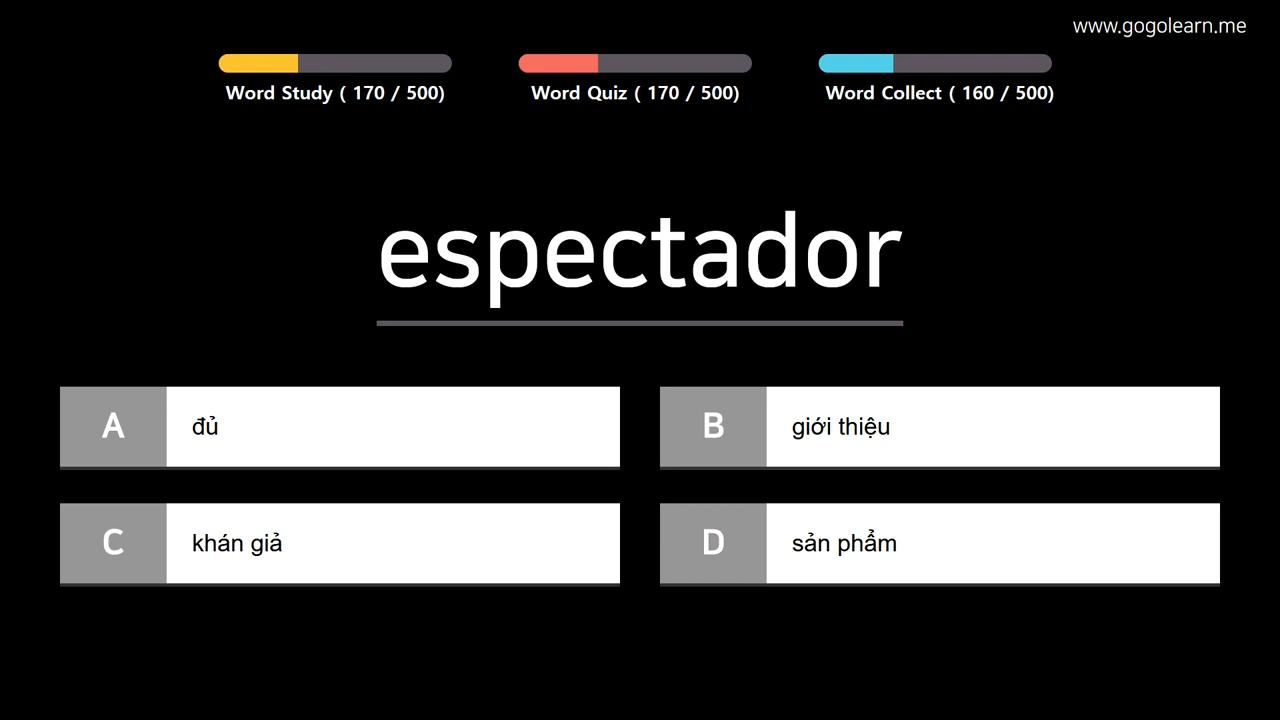 www.gogolearn.me
Word Study ( 170 / 500)
Word Quiz ( 170 / 500)
Word Collect ( 160 / 500)
espectador
A đủ
B giới thiệu
C khán giả
D sản phẩm